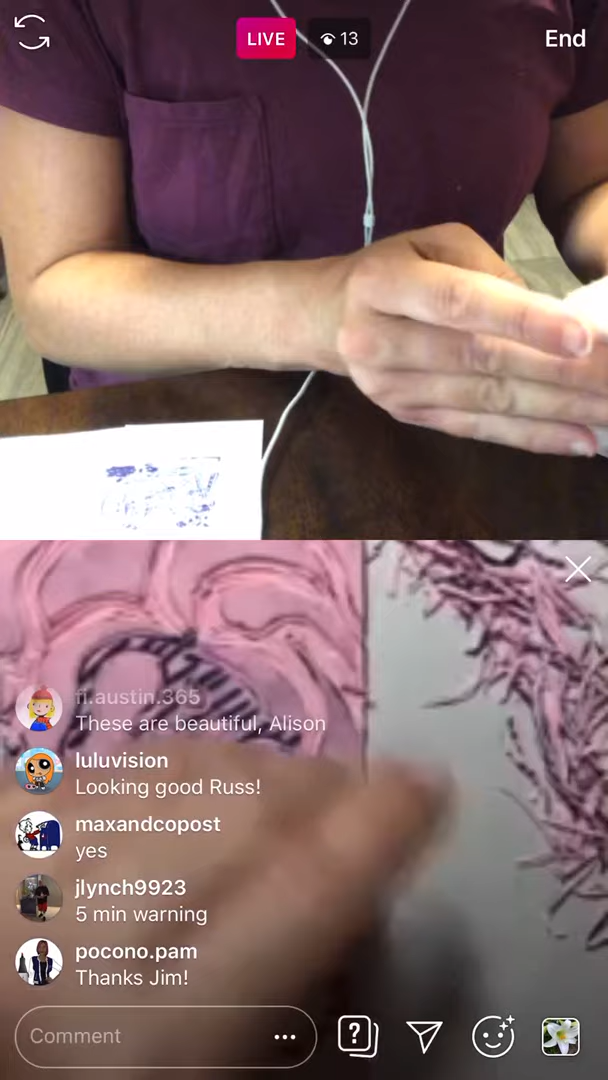 LIVE
13
End
fi.austin.365
These are beautiful, Alison
luluvision
Looking good Russ!
maxandcopost
yes
jlynch9923
5 min warning
pocono.pam
Thanks Jim!
Comment